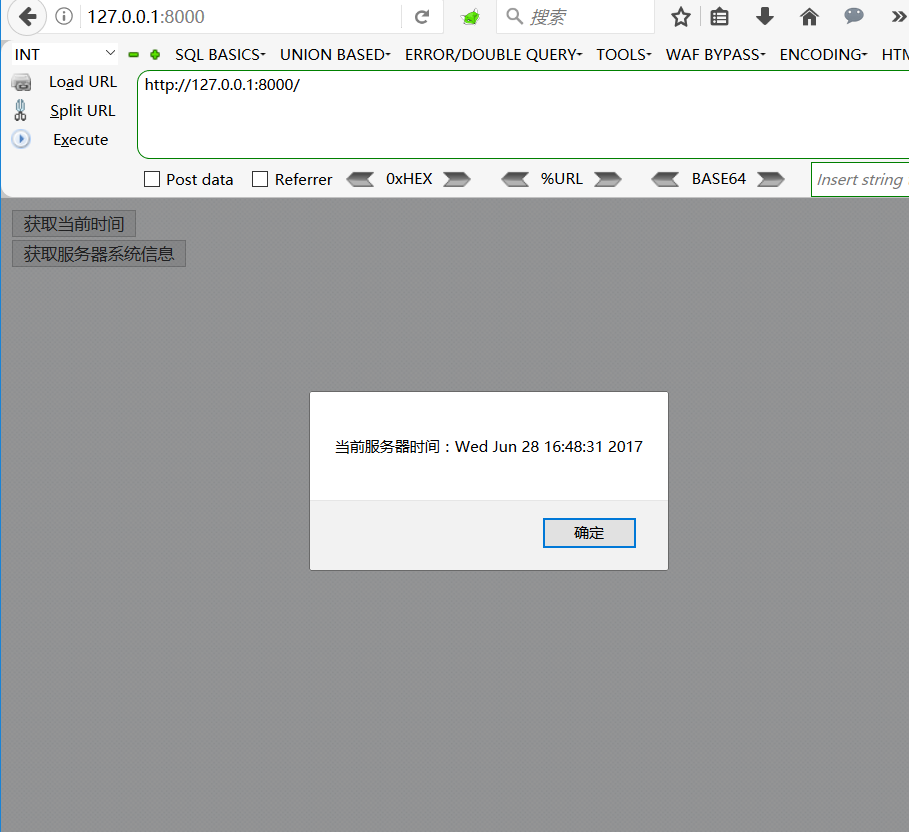 127.0.0.1:8000 搜索
INT SQL BASICS UNION BASED ERROR/DOUBLE QUERY TOOLS WAF BYPASS ENCODING HTM
Load URL http://127.0.0.1:8000/
Split URL
Execute
Post data Referrer 0xHEX %URL BASE64 Insert string
获取当前时间
获取服务器系统信息
当前服务器时间：Wed Jun 28 16:48:31 2017
确定